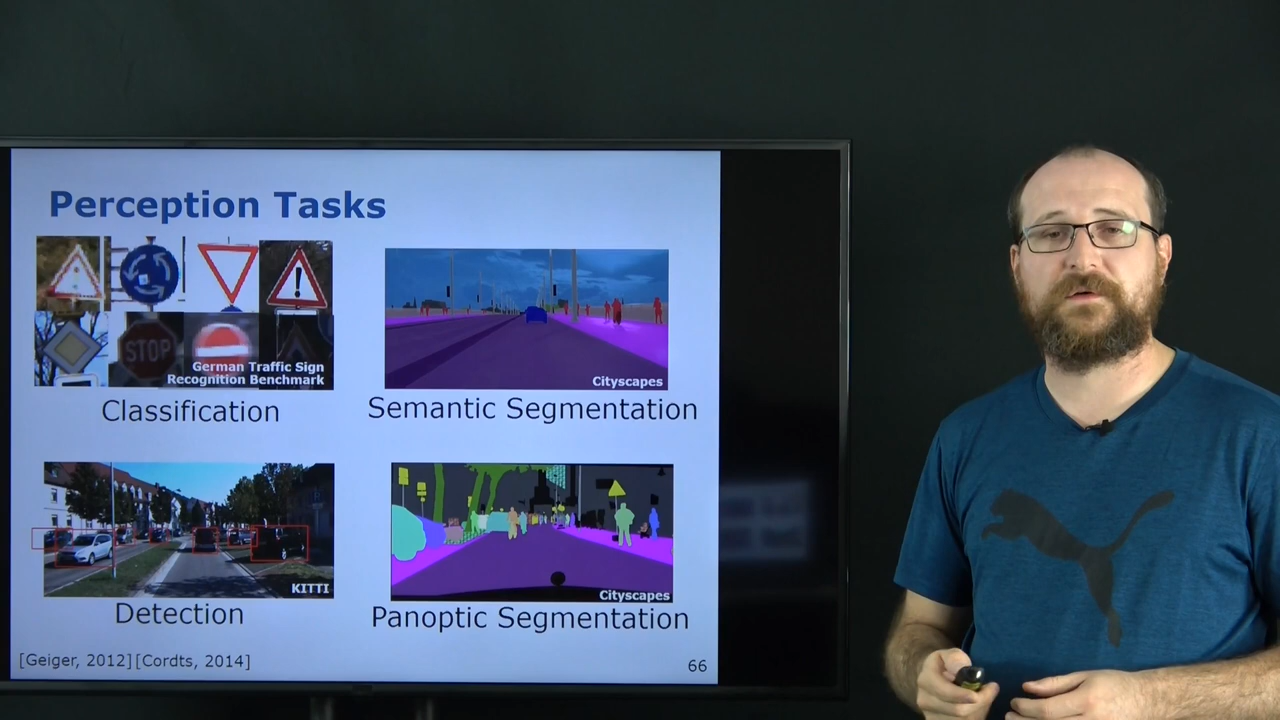 Perception Tasks
STOP
German Traffic Sign
Recognition Benchmark
Classification
Cityscapes
Semantic Segmentation
KITTI
Detection
Cityscapes
Panoptic Segmentation
[Geiger, 2012][Cordts, 2014]
66